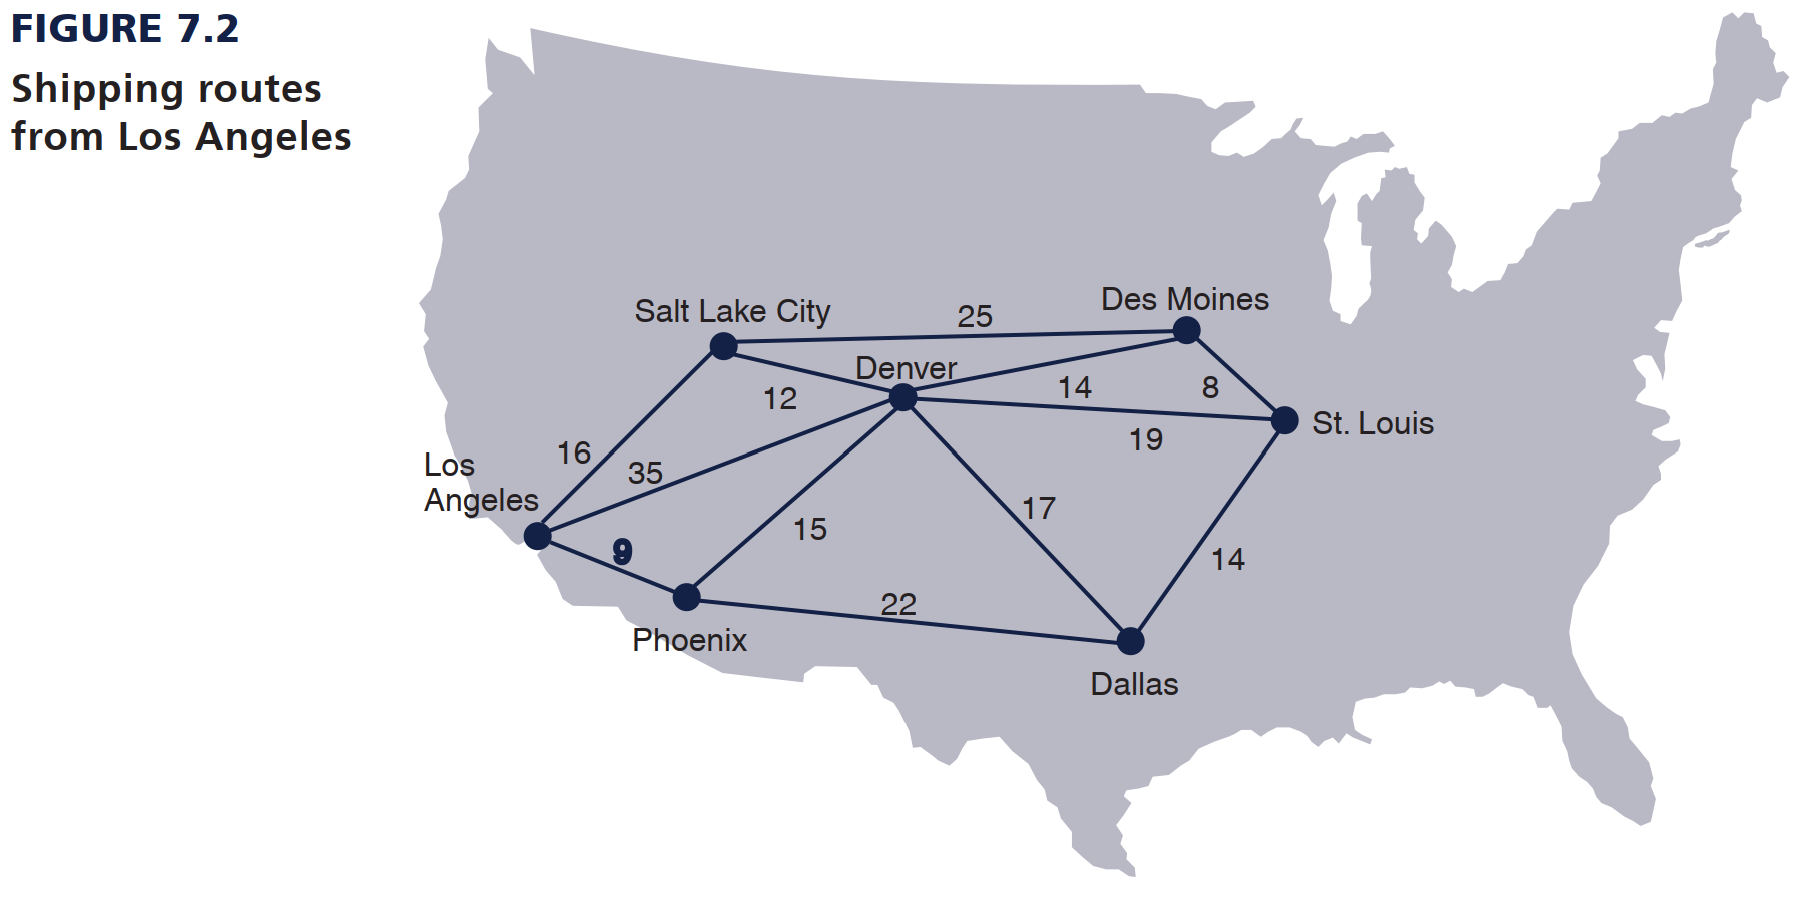 FIGURE 7.2
Shipping routes
from Los Angeles
Salt Lake City
25
Des Moines
Denver
12
14
8
St. Louis
19
16
35
Los
Angeles
9
15
17
14
22
Phoenix
Dallas